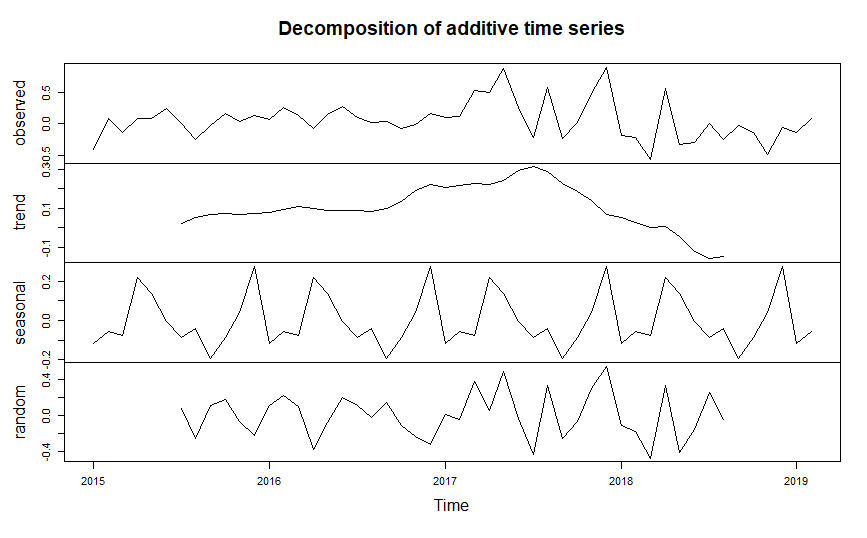 Decomposition of additive time series
observed
-0.5 0.0 0.5
trend
-0.1 0.1 0.3
seasonal
-0.2 0.0 0.2
random
-0.4 0.0 0.4
2015 2016 2017 2018 2019
Time